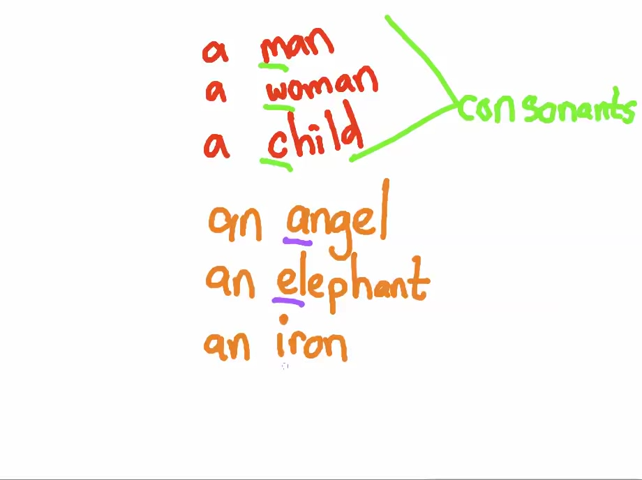 a man
a woman
a child
consonants
an angel
an elephant
an iron